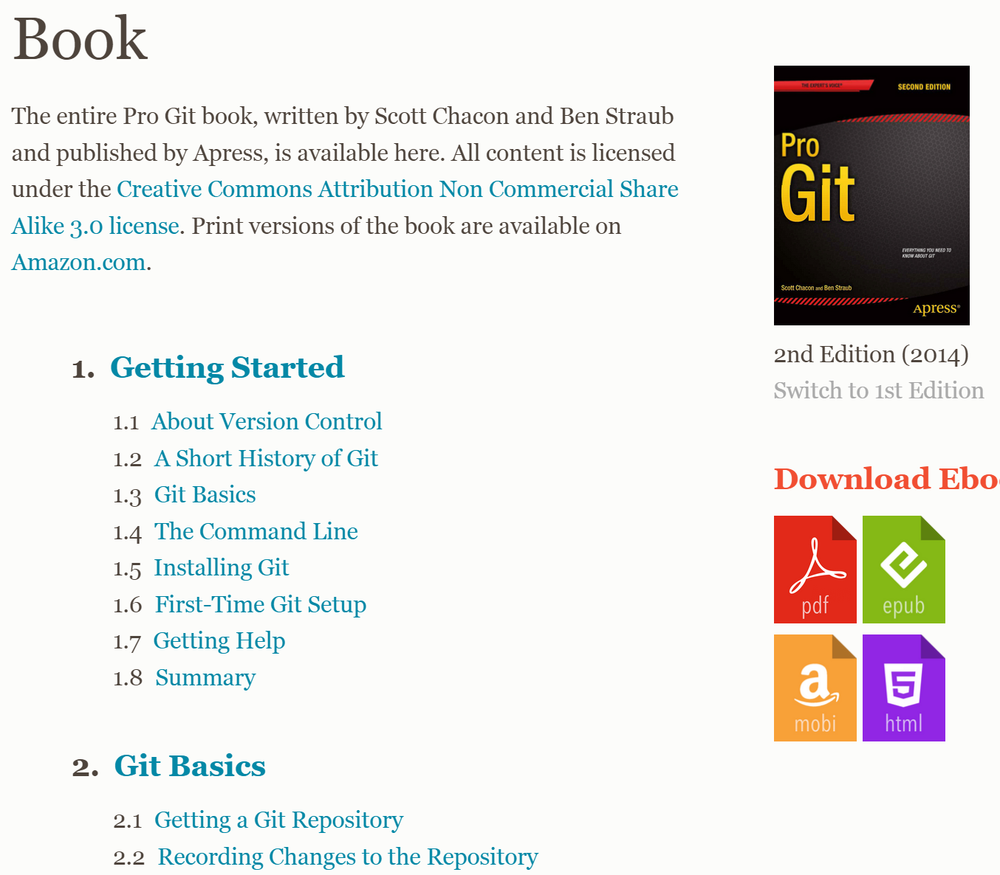 Book
The entire Pro Git book, written by Scott Chacon and Ben Straub
and published by Apress, is available here. All content is licensed
under the Creative Commons Attribution Non Commercial Share
Alike 3.0 license. Print versions of the book are available on
Amazon.com.
1. Getting Started
1.1 About Version Control
1.2 A Short History of Git
1.3 Git Basics
1.4 The Command Line
1.5 Installing Git
1.6 First-Time Git Setup
1.7 Getting Help
1.8 Summary
2. Git Basics
2.1 Getting a Git Repository
2.2 Recording Changes to the Repository
THE EXPERT'S VOICE®
SECOND EDITION
Pro
Git
EVERYTHING YOU NEED TO
KNOW ABOUT GIT
Scott Chacon and Ben Straub
Apress®
2nd Edition (2014)
Switch to 1st Edition
Download Ebo
pdf
epub
mobi
html